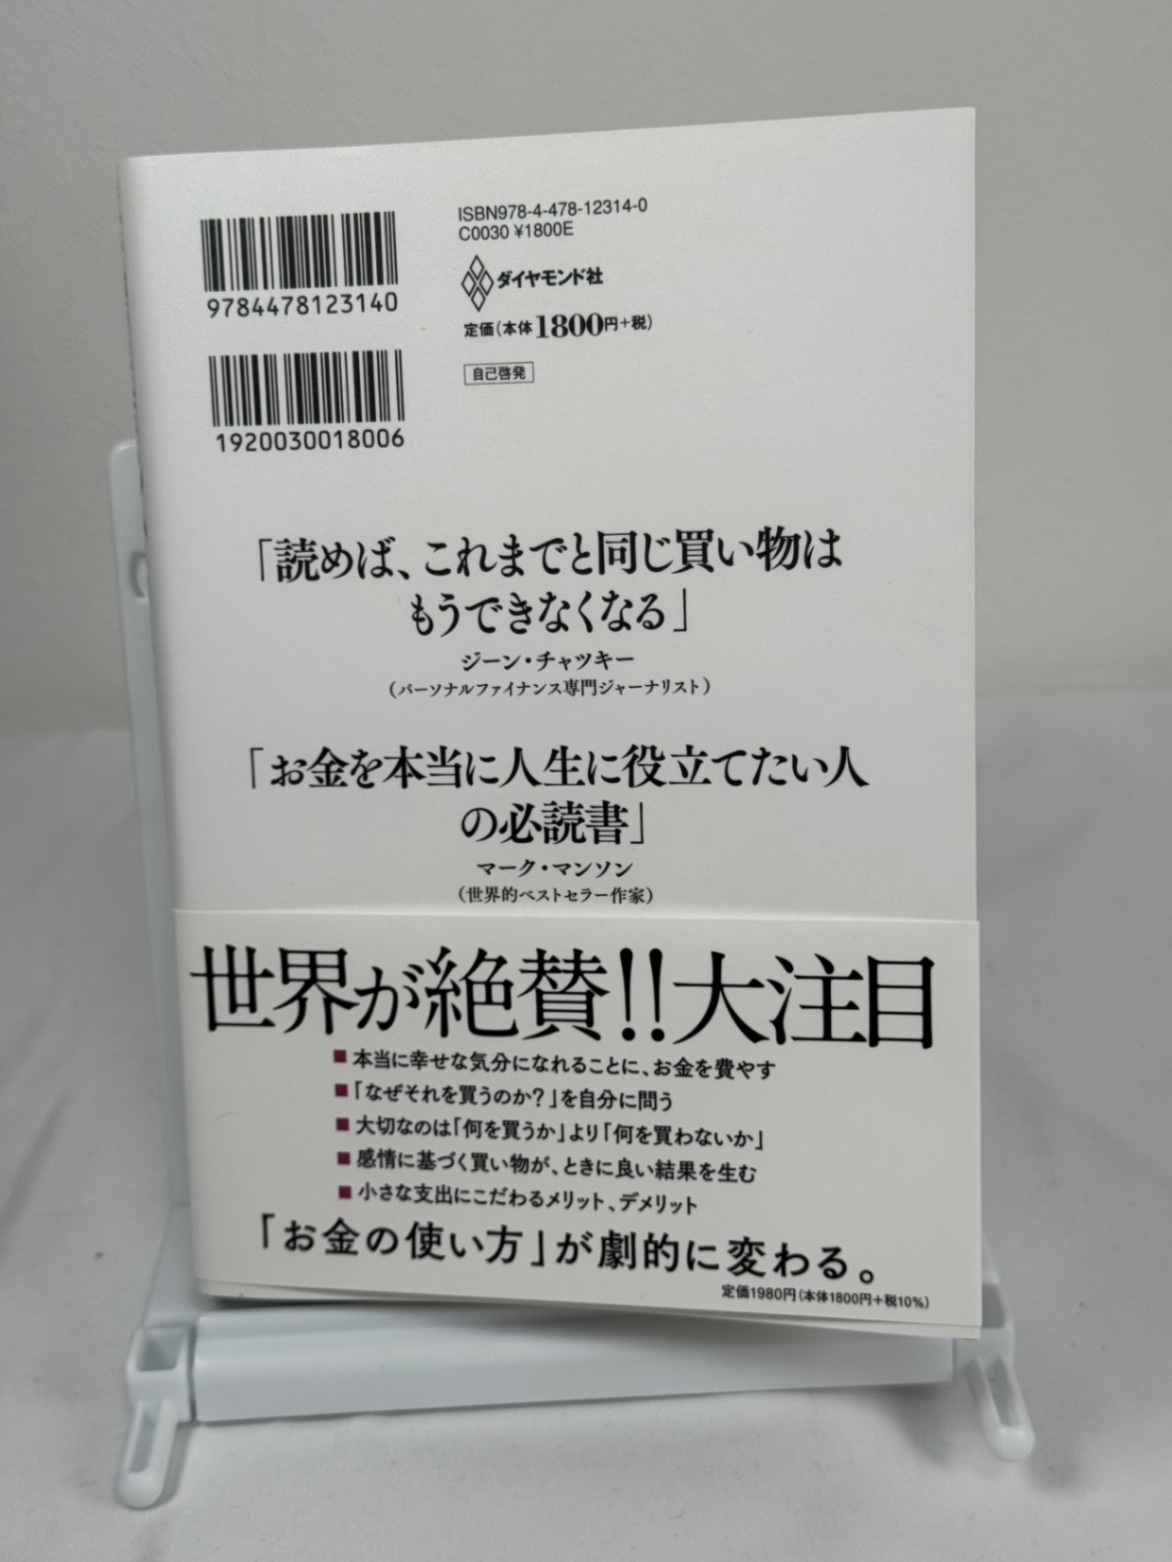 ISBN978-4-478-12314-0
C0030 ¥1800E
ダイヤモンド社
定価(本体1800円+税)
自己啓発
9784478123140
1920030018006
「読めば、これまでと同じ買い物は
もうできなくなる」
ジーン・チャツキー
(パーソナルファイナンス専門ジャーナリスト)
「お金を本当に人生に役立てたい人
の必読書」
マーク・マンソン
(世界的ベストセラー作家)
世界が絶賛!!大注目
■本当に幸せな気分になれることに、お金を費やす
■「なぜそれを買うのか?」を自分に問う
■大切なのは「何を買うか」より「何を買わないか」
■感情に基づく買い物が、ときに良い結果を生む
■小さな支出にこだわるメリット、デメリット
「お金の使い方」が劇的に変わる。
定価1980円(本体1800円+税10%)